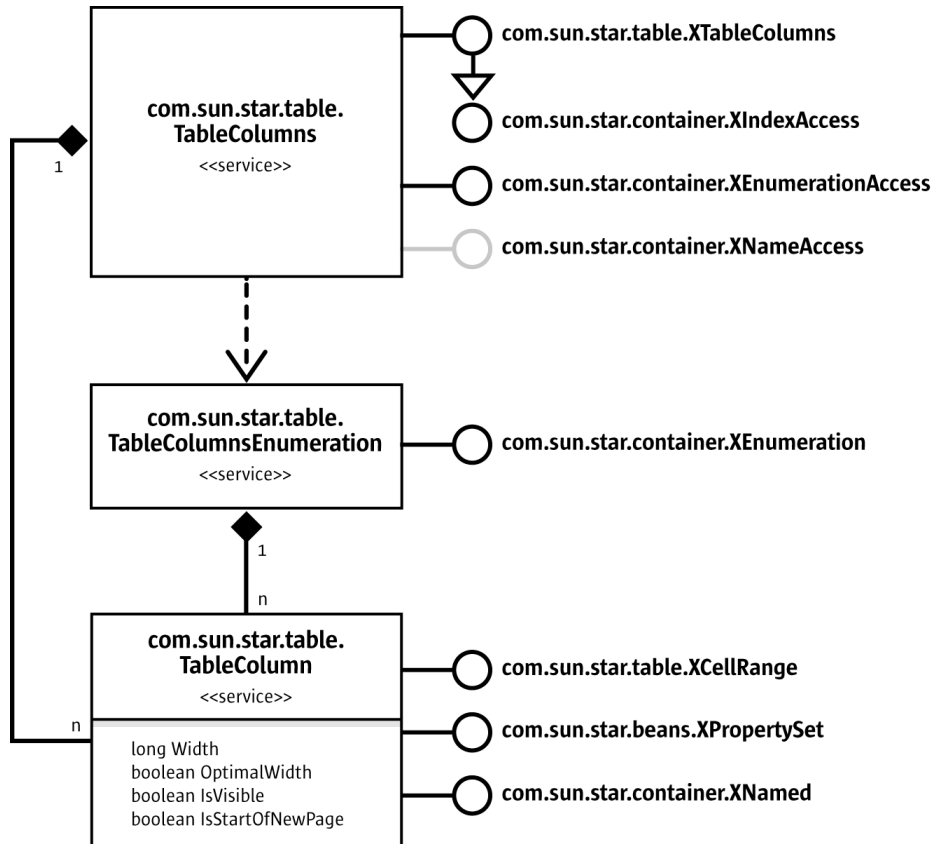 com.sun.star.table.
TableColumns
<<service>>
1
com.sun.star.table.XTableColumns
com.sun.star.container.XIndexAccess
com.sun.star.container.XEnumerationAccess
com.sun.star.container.XNameAccess
com.sun.star.table.
TableColumnsEnumeration
<<service>>
com.sun.star.container.XEnumeration
1
n
com.sun.star.table.
TableColumn
<<service>>
n
long Width
boolean OptimalWidth
boolean IsVisible
boolean IsStartOfNewPage
com.sun.star.table.XCellRange
com.sun.star.beans.XPropertySet
com.sun.star.container.XNamed